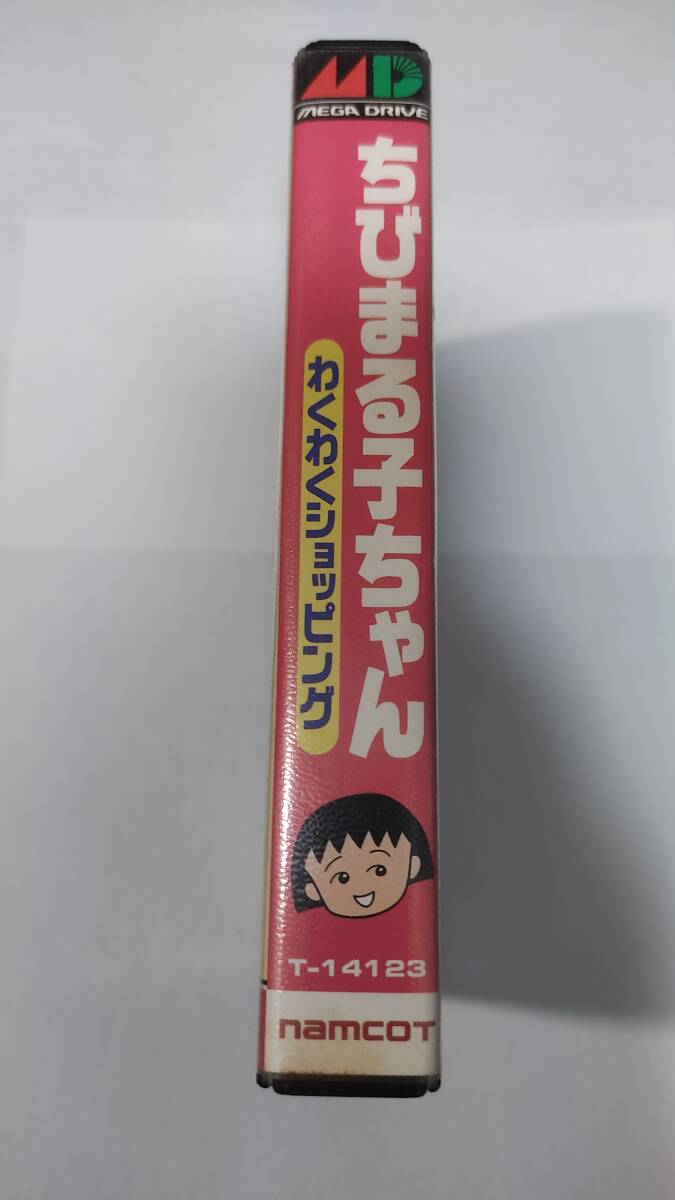 MD
MEGA DRIVE
ちびまる子ちゃん
わくわくショッピング
T-14123
namcot